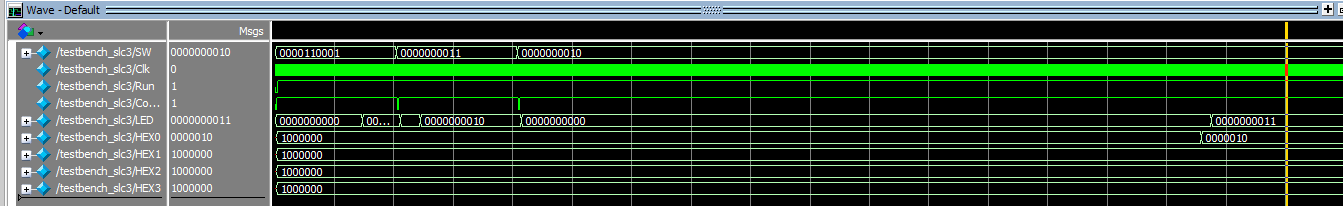 Wave - Default
Msgs
/testbench_slc3/SW 0000000010 0000110001 0000000011 0000000010
/testbench_slc3/Clk 0
/testbench_slc3/Run 1
/testbench_slc3/Co... 1
/testbench_slc3/LED 0000000011 0000000000 00... 0000000010 0000000000 0000000011
/testbench_slc3/HEX0 0000010 1000000 0000010
/testbench_slc3/HEX1 1000000 1000000
/testbench_slc3/HEX2 1000000 1000000
/testbench_slc3/HEX3 1000000 1000000